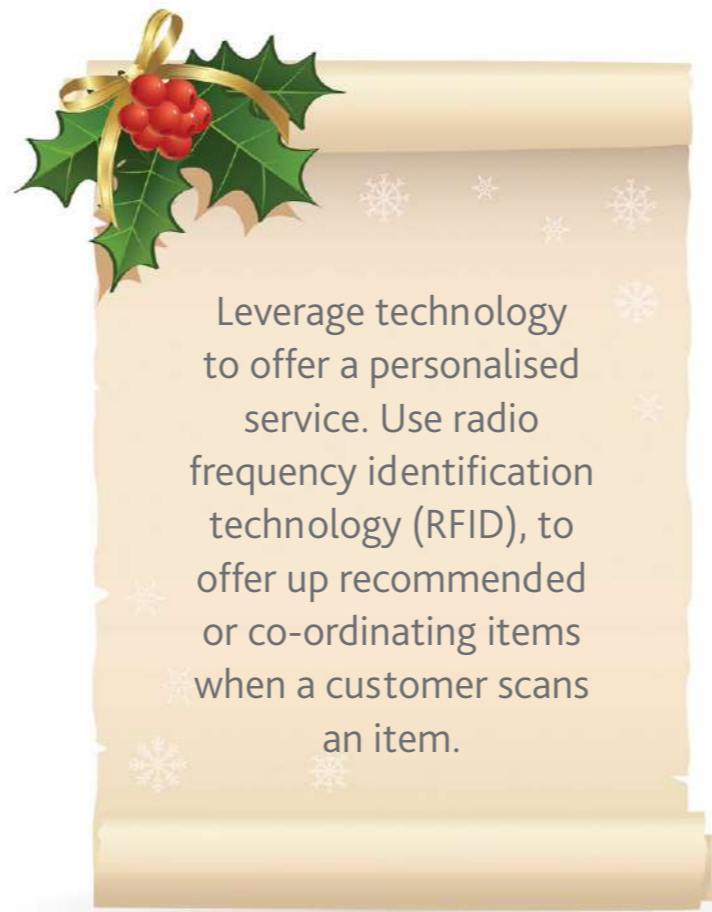 Leverage technology
to offer a personalised
service. Use radio
frequency identification
technology (RFID), to
offer up recommended
or co-ordinating items
when a customer scans
an item.